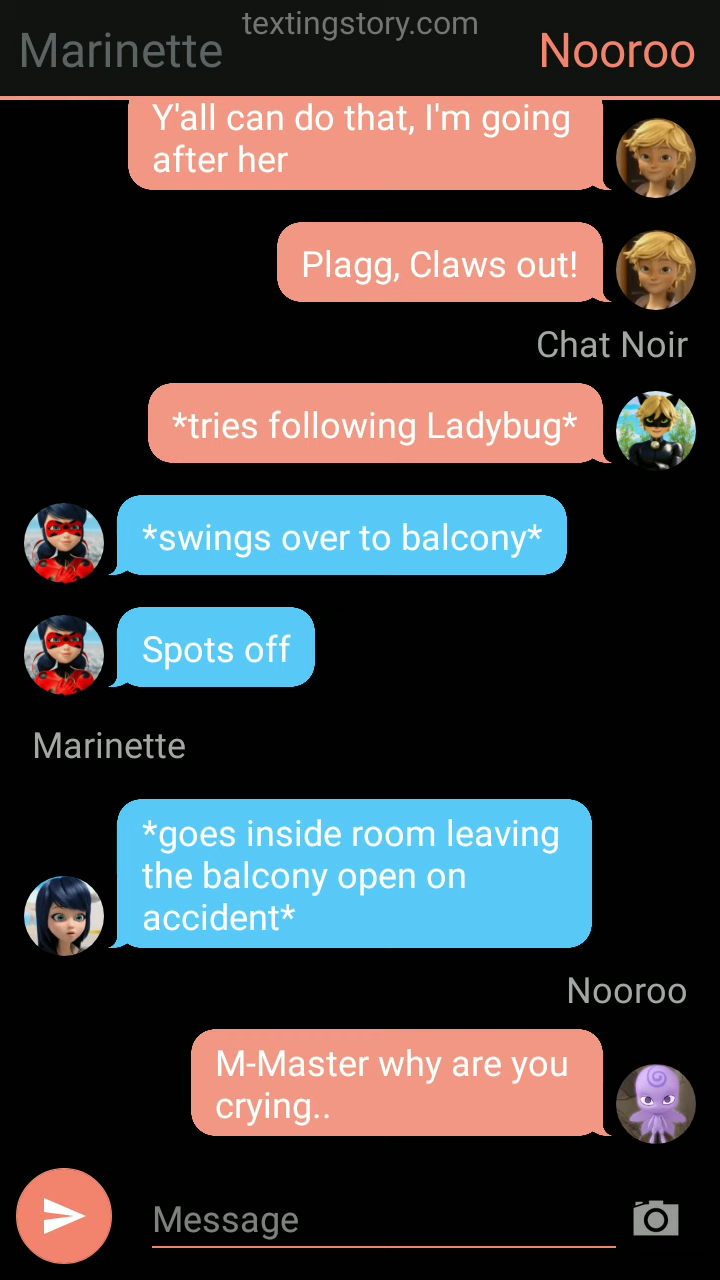 textingstory.com
Marinette
Nooroo
Y'all can do that, I'm going
after her
Plagg, Claws out!
Chat Noir
*tries following Ladybug*
*swings over to balcony*
Spots off
Marinette
*goes inside room leaving
the balcony open on
accident*
Nooroo
M-Master why are you
crying..
Message